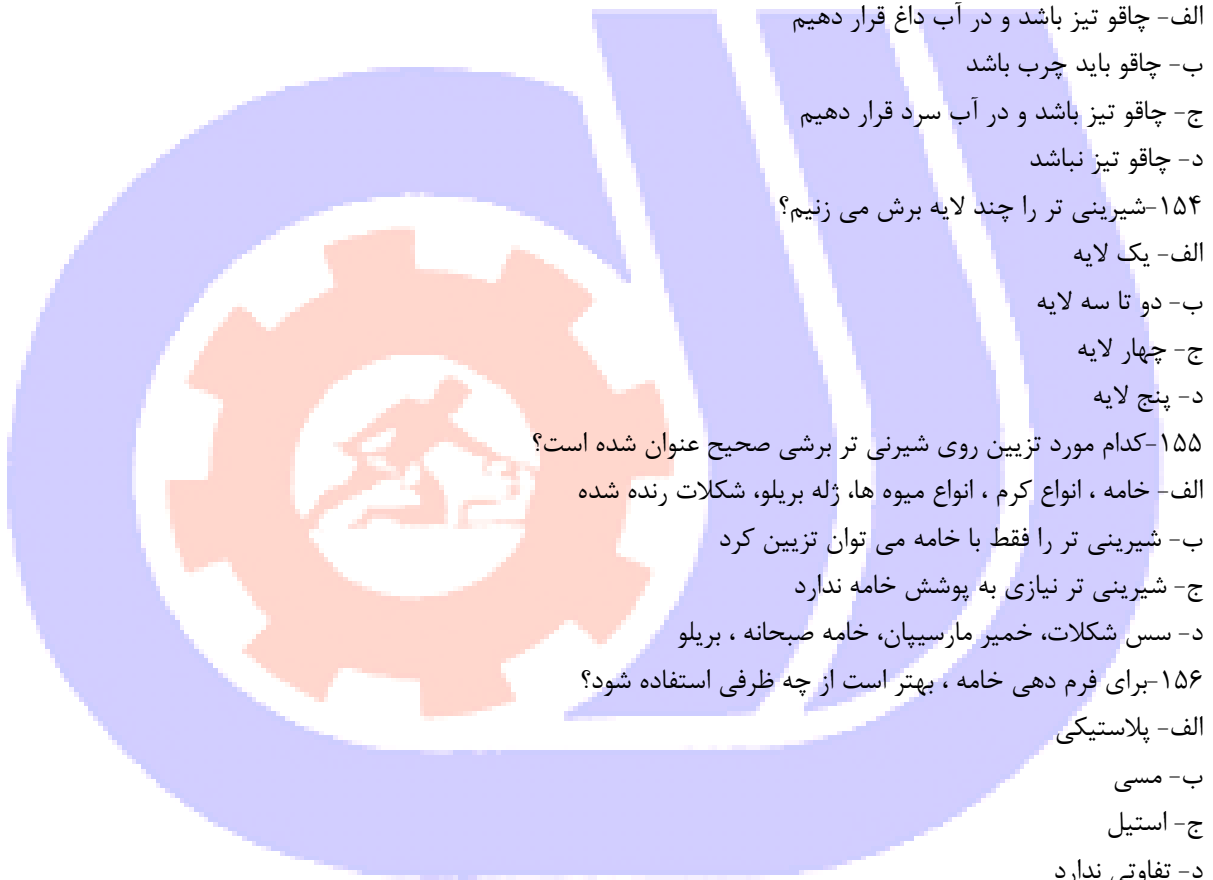 الف- چاقو تیز باشد و در آب داغ قرار دهیم
ب- چاقو باید چرب باشد
ج- چاقو تیز باشد و در آب سرد قرار دهیم
د- چاقو تیز نباشد
۱۵۴-شیرینی تر را چند لایه برش می زنیم؟
الف- یک لایه
ب- دو تا سه لایه
ج- چهار لایه
د- پنج لایه
۱۵۵-کدام مورد تزیین روی شیرنی تر برشی صحیح عنوان شده است؟
الف- خامه ، انواع کرم ، انواع میوه ها، ژله بریلو، شکلات رنده شده
ب- شیرینی تر را فقط با خامه می توان تزیین کرد
ج- شیرینی تر نیازی به پوشش خامه ندارد
د- سس شکلات، خمیر مارسیپان، خامه صبحانه ، بریلو
۱۵۶-برای فرم دهی خامه ، بهتر است از چه ظرفی استفاده شود؟
الف- پلاستیکی
ب- مسی
ج- استیل
د- تفاوتی ندارد